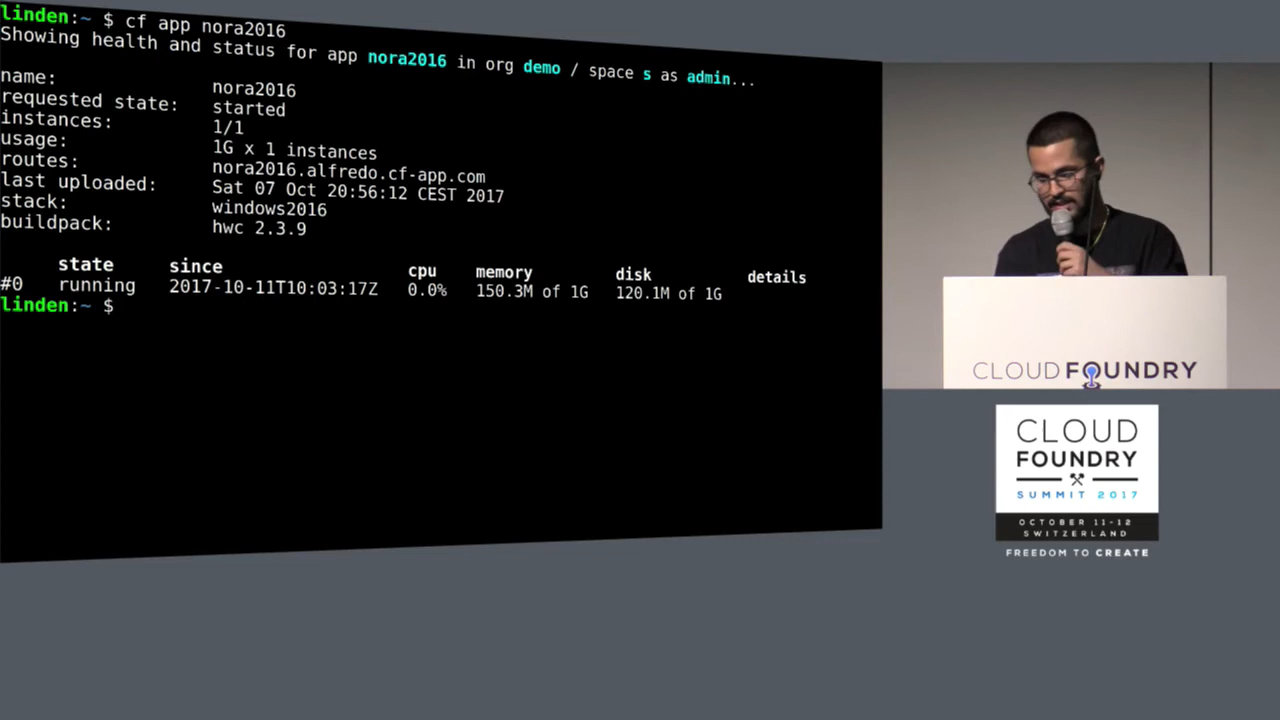 linden:~ $ cf app nora2016
Showing health and status for app nora2016 in org demo / space s as admin...
name: nora2016
requested state: started
instances: 1/1
usage: 1G x 1 instances
routes: nora2016.alfredo.cf-app.com
last uploaded: Sat 07 Oct 20:56:12 CEST 2017
stack: windows2016
buildpack: hwc 2.3.9
state since cpu memory disk details
#0 running 2017-10-11T10:03:17Z 0.0% 150.3M of 1G 120.1M of 1G
linden:~ $
CLOUD FOUNDRY
CLOUD
FOUNDRY
SUMMIT 2017
OCTOBER 11-12
SWITZERLAND
FREEDOM TO CREATE